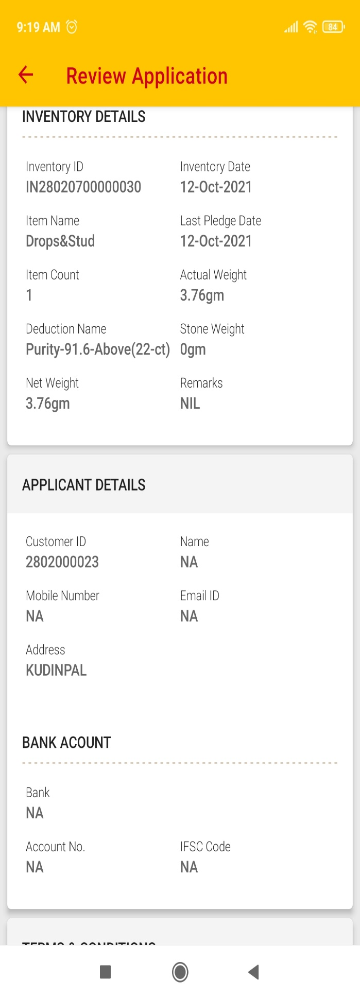 9:19 AM 84
Review Application
INVENTORY DETAILS
Inventory ID Inventory Date
IN28020700000030 12-Oct-2021
Item Name Last Pledge Date
Drops&Stud 12-Oct-2021
Item Count Actual Weight
1 3.76gm
Deduction Name Stone Weight
Purity-91.6-Above(22-ct) 0gm
Net Weight Remarks
3.76gm NIL
APPLICANT DETAILS
Customer ID Name
2802000023 NA
Mobile Number Email ID
NA NA
Address
KUDINPAL
BANK ACOUNT
Bank
NA
Account No. IFSC Code
NA NA
TERMS & CONDITIONS